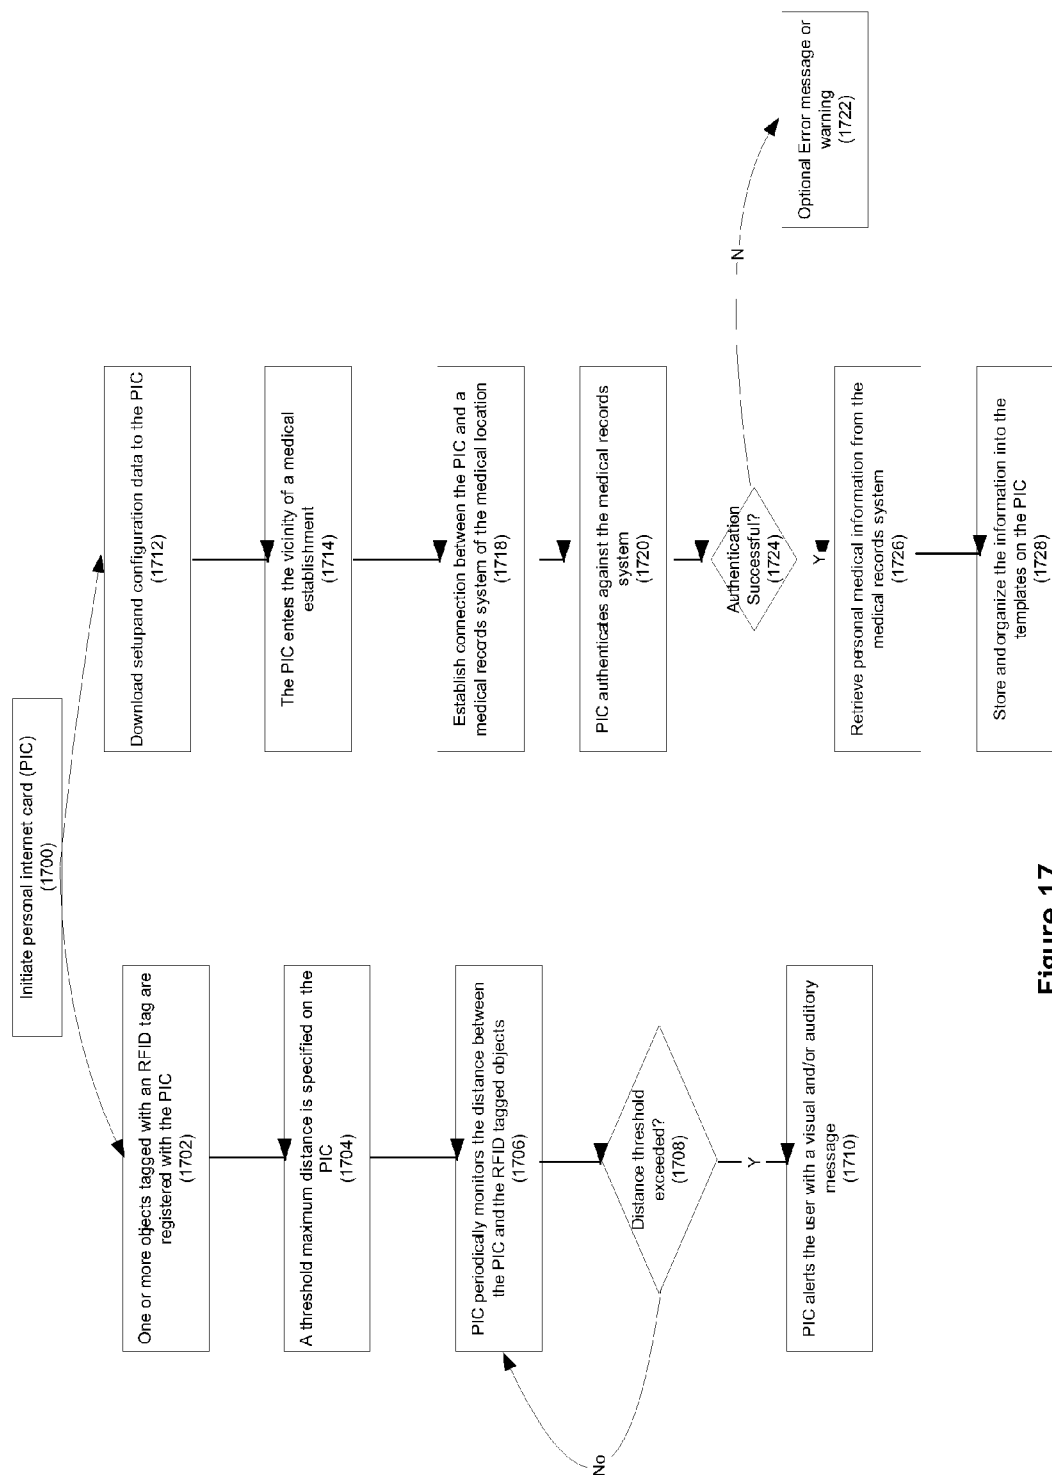 Initiate personal internet card (PIC)
(1700)
One or more objects tagged with an RFID tag are
registered with the PIC
(1702)
A threshold maximum distance is specified on the
PIC
(1704)
PIC periodically monitors the distance between
the PIC and the RFID tagged objects
(1706)
Distance threshold
exceeded?
(1708)
No
Y
PIC alerts the user with a visual and/or auditory
message
(1710)
Download setupand configuration data to the PIC
(1712)
The PIC enters the vicinity of a medical
establishment
(1714)
Establish connection between the PIC and a
medical records system of the medical location
(1718)
PIC authenticates against the medical records
system
(1720)
Authentication
Successful?
(1724)
N
Optional Error message or
warning
(1722)
Y
Retrieve personal medical information from the
medical records system
(1726)
Store and organize the information into the
templates on the PIC
(1728)
Figure 17